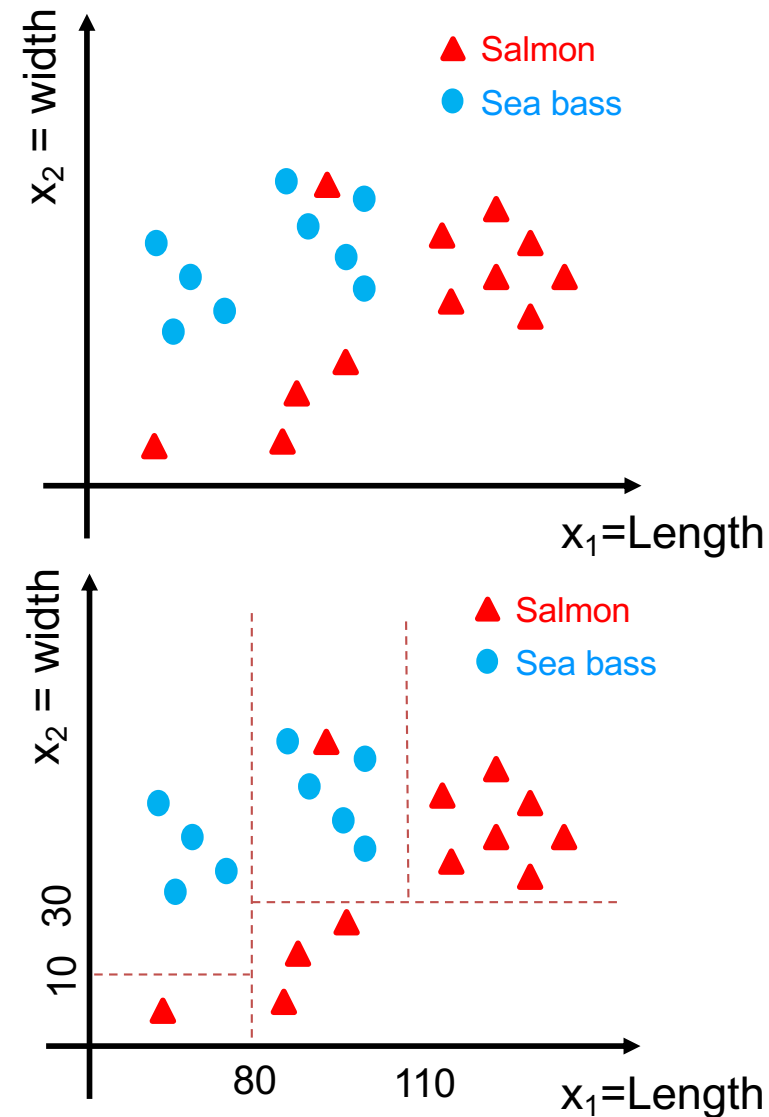 x₂ = width
Salmon
Sea bass
x₁=Length
x₂ = width
Salmon
Sea bass
30
10
80
110
x₁=Length